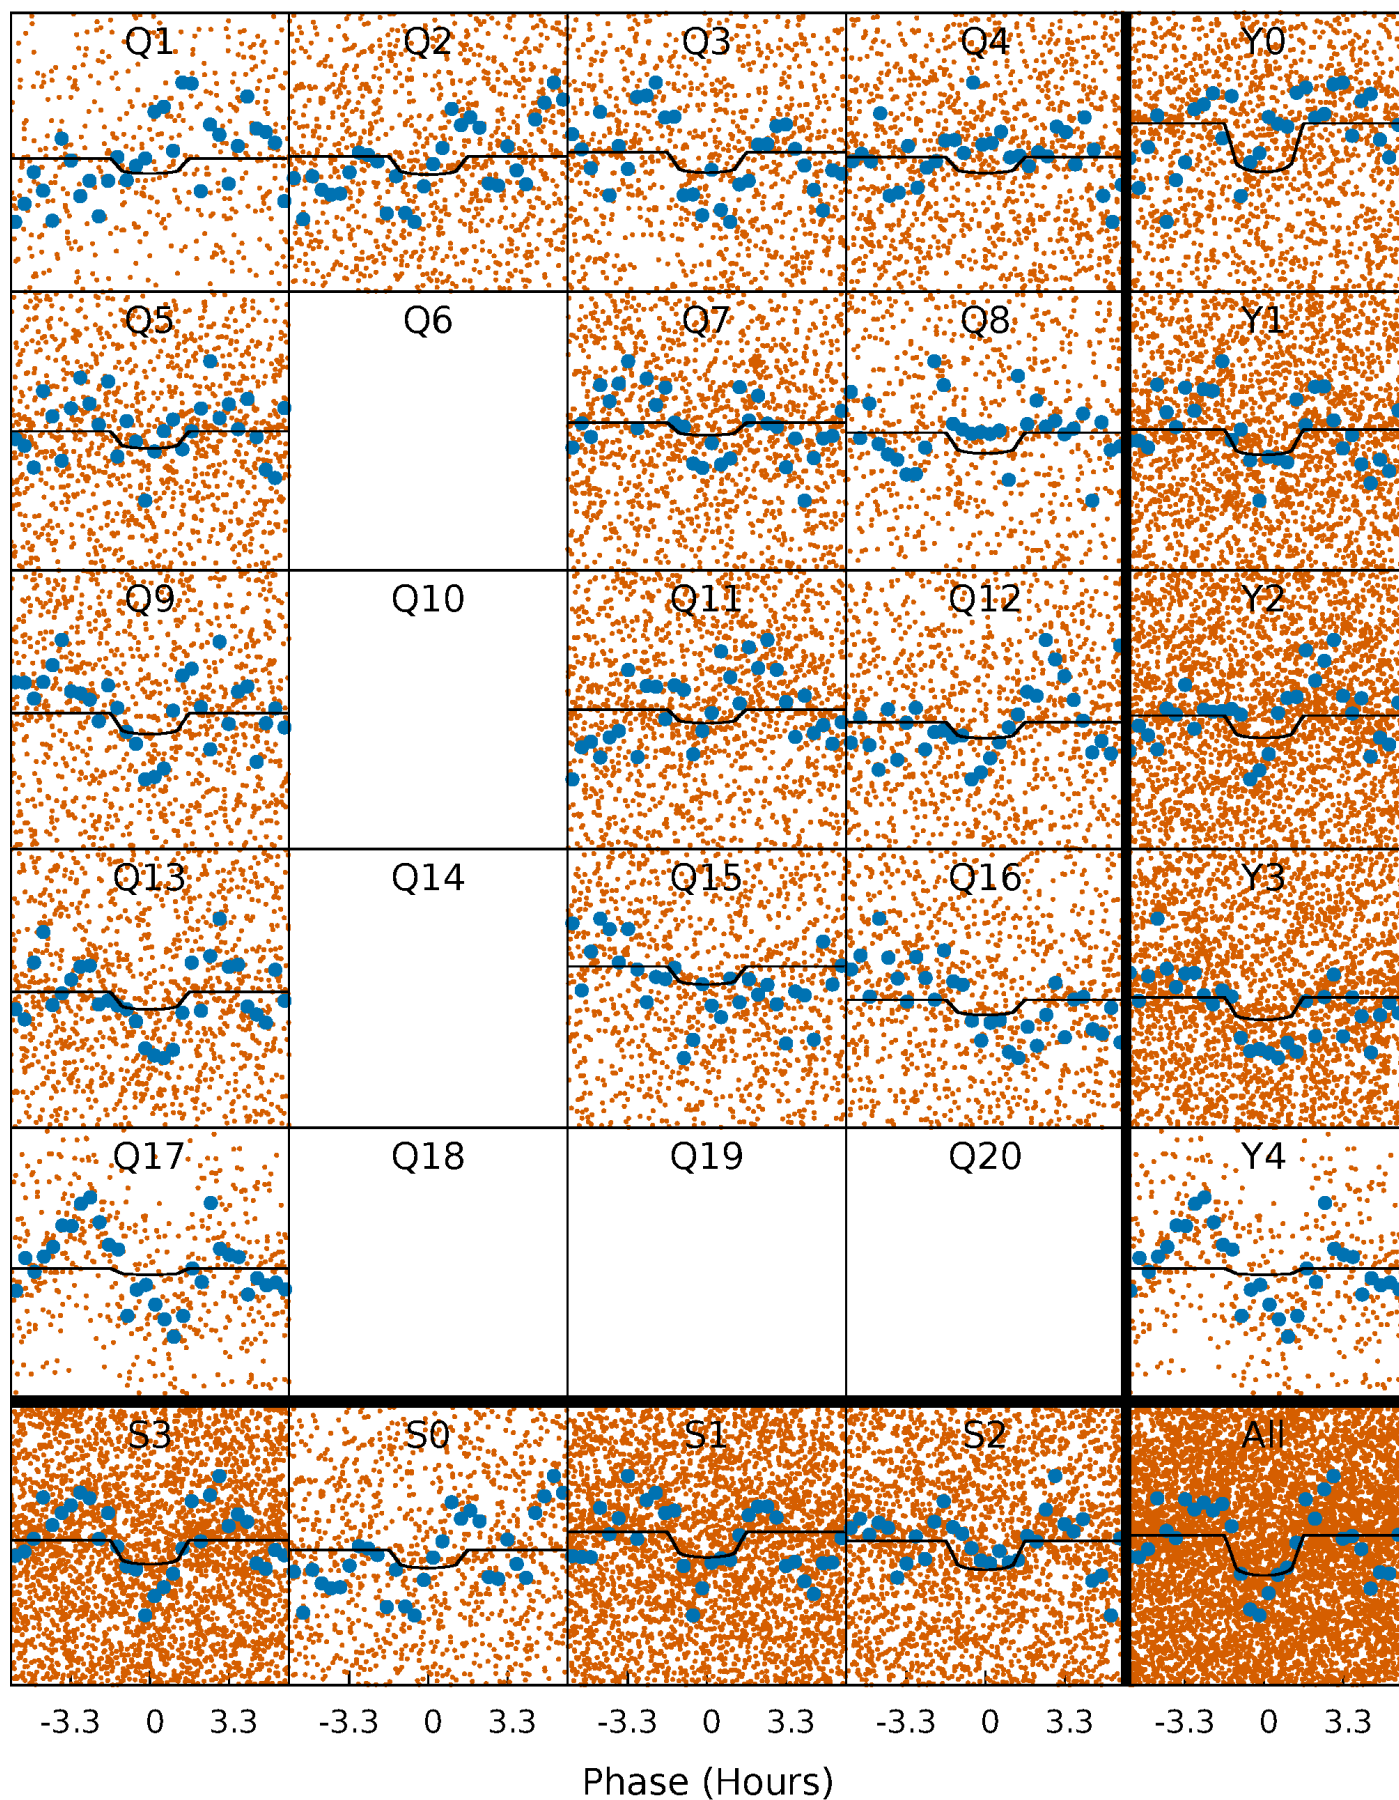 Q1 Q2 Q3 Q4 Y0
Q5 Q6 Q7 Q8 Y1
Q9 Q10 Q11 Q12 Y2
Q13 Q14 Q15 Q16 Y3
Q17 Q18 Q19 Q20 Y4
S3 S0 S1 S2 All
-3.3 0 3.3 -3.3 0 3.3 -3.3 0 3.3 -3.3 0 3.3 -3.3 0 3.3
Phase (Hours)